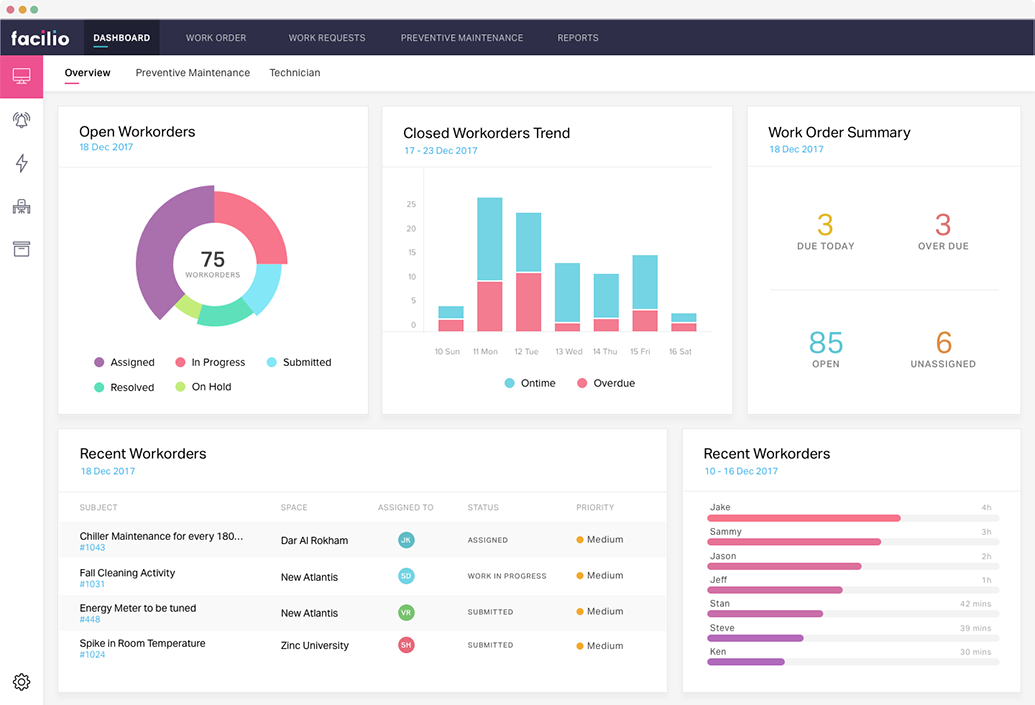 facilio
DASHBOARD
WORK ORDER
WORK REQUESTS
PREVENTIVE MAINTENANCE
REPORTS
Overview
Preventive Maintenance
Technician
Open Workorders
18 Dec 2017
75
WORKORDERS
Assigned
In Progress
Submitted
Resolved
On Hold
Closed Workorders Trend
17 - 23 Dec 2017
25
20
15
10
5
0
10 Sun
11 Mon
12 Tue
13 Wed
14 Thu
15 Fri
16 Sat
Ontime
Overdue
Work Order Summary
18 Dec 2017
3
DUE TODAY
3
OVER DUE
85
OPEN
6
UNASSIGNED
Recent Workorders
18 Dec 2017
SUBJECT SPACE ASSIGNED TO STATUS PRIORITY
Chiller Maintenance for every 180... Dar Al Rokham JK ASSIGNED Medium
#1043
Fall Cleaning Activity New Atlantis SD WORK IN PROGRESS Medium
#1031
Energy Meter to be tuned New Atlantis VR SUBMITTED Medium
#448
Spike in Room Temperature Zinc University SH SUBMITTED Medium
#1024
Recent Workorders
10 - 16 Dec 2017
Jake 4h
Sammy 3h
Jason 2h
Jeff 1h
Stan 42 mins
Steve 39 mins
Ken 30 mins